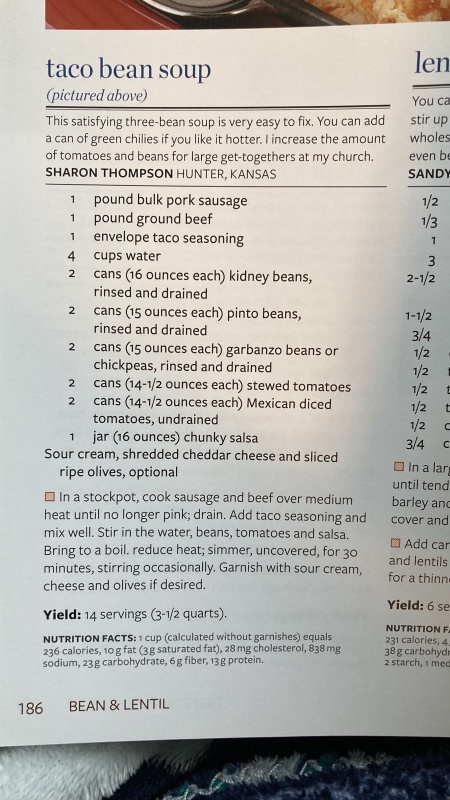 taco bean soup
(pictured above)
This satisfying three-bean soup is very easy to fix. You can add
a can of green chilies if you like it hotter. I increase the amount
of tomatoes and beans for large get-togethers at my church.
SHARON THOMPSON HUNTER, KANSAS
1 pound bulk pork sausage
1 pound ground beef
1 envelope taco seasoning
4 cups water
2 cans (16 ounces each) kidney beans,
rinsed and drained
2 cans (15 ounces each) pinto beans,
rinsed and drained
2 cans (15 ounces each) garbanzo beans or
chickpeas, rinsed and drained
2 cans (14-1/2 ounces each) stewed tomatoes
2 cans (14-1/2 ounces each) Mexican diced
tomatoes, undrained
1 jar (16 ounces) chunky salsa
Sour cream, shredded cheddar cheese and sliced
ripe olives, optional
In a stockpot, cook sausage and beef over medium
heat until no longer pink; drain. Add taco seasoning and
mix well. Stir in the water, beans, tomatoes and salsa.
Bring to a boil. reduce heat; simmer, uncovered, for 30
minutes, stirring occasionally. Garnish with sour cream,
cheese and olives if desired.
Yield: 14 servings (3-1/2 quarts).
NUTRITION FACTS: 1 cup (calculated without garnishes) equals
236 calories, 10 g fat (3 g saturated fat), 28 mg cholesterol, 838 mg
sodium, 23 g carbohydrate, 6 g fiber, 13 g protein.
186 BEAN & LENTIL
len
You ca
stir up
wholes
even be
SANDY
1/2
1/3
1
3
2-1/2
1-1/2
3/4
1/2
1/2 t
1/2 t
1/2 t
1/2 c
3/4 c
In a larg
until tend
barley and
cover and
Add car
and lentils
for a thinn
Yield: 6 se
NUTRITION FA
231 calories, 4
38 g carbohydr
2 starch, 1 med